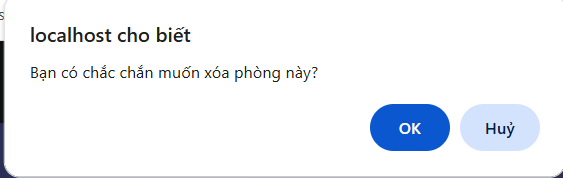 localhost cho biết
Bạn có chắc chắn muốn xóa phòng này?
OK
Huỷ